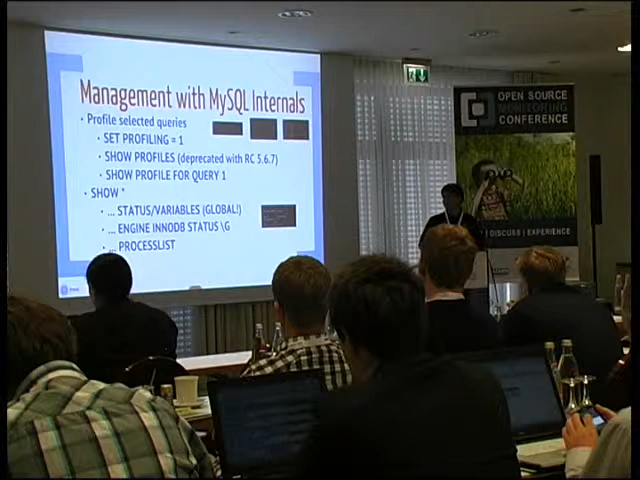 Management with MySQL Internals
• Profile selected queries
• SET PROFILING = 1
• SHOW PROFILES (deprecated with RC 5.6.7)
• SHOW PROFILE FOR QUERY 1
• SHOW *
• ... STATUS/VARIABLES (GLOBAL!)
• ... ENGINE INNODB STATUS \G
• ... PROCESSLIST
OPEN SOURCE
MONITORING
CONFERENCE
| DISCUSS | EXPERIENCE